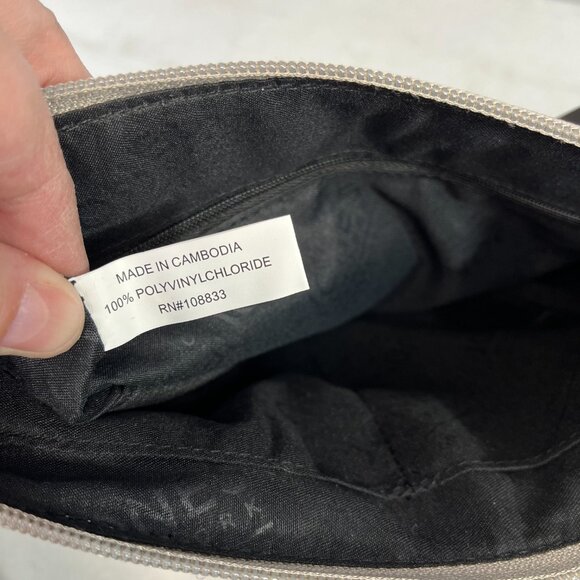 MADE IN CAMBODIA
100% POLYVINYLCHLORIDE
RN#108833